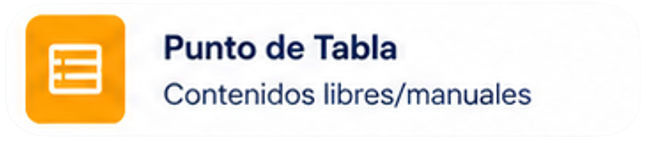 Punto de Tabla
Contenidos libres/manuales